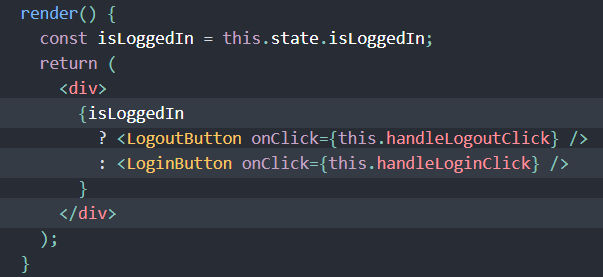 render() {
  const isLoggedIn = this.state.isLoggedIn;
  return (
    <div>
      {isLoggedIn
        ? <LogoutButton onClick={this.handleLogoutClick} />
        : <LoginButton onClick={this.handleLoginClick} />
      }
    </div>
  );
}